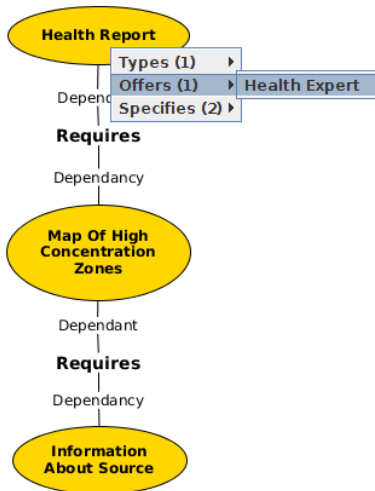 Health Report
Types (1)
Offers (1)
Health Expert
Specifies (2)
Requires
Dependancy
Map Of High
Concentration
Zones
Dependant
Requires
Dependancy
Information
About Source